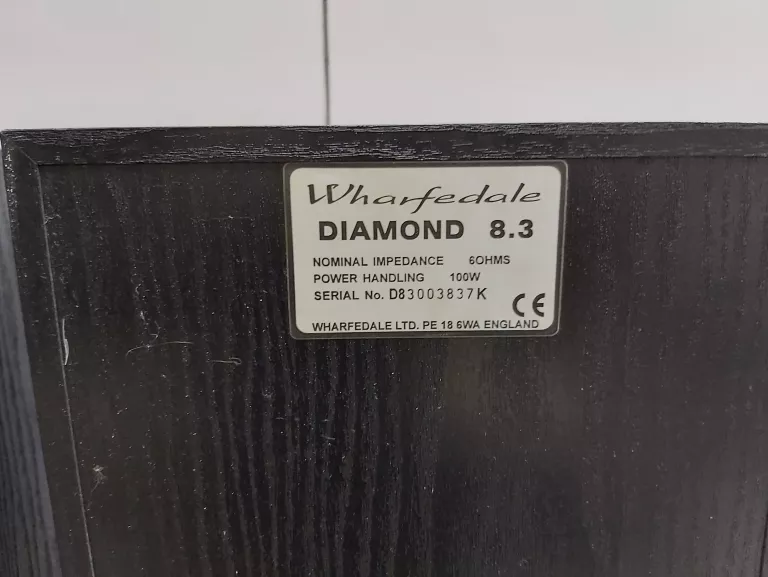 Wharfedale
DIAMOND 8.3
NOMINAL IMPEDANCE 6OHMS
POWER HANDLING 100W
SERIAL No. D83003837K
CE
WHARFEDALE LTD. PE 18 6WA ENGLAND